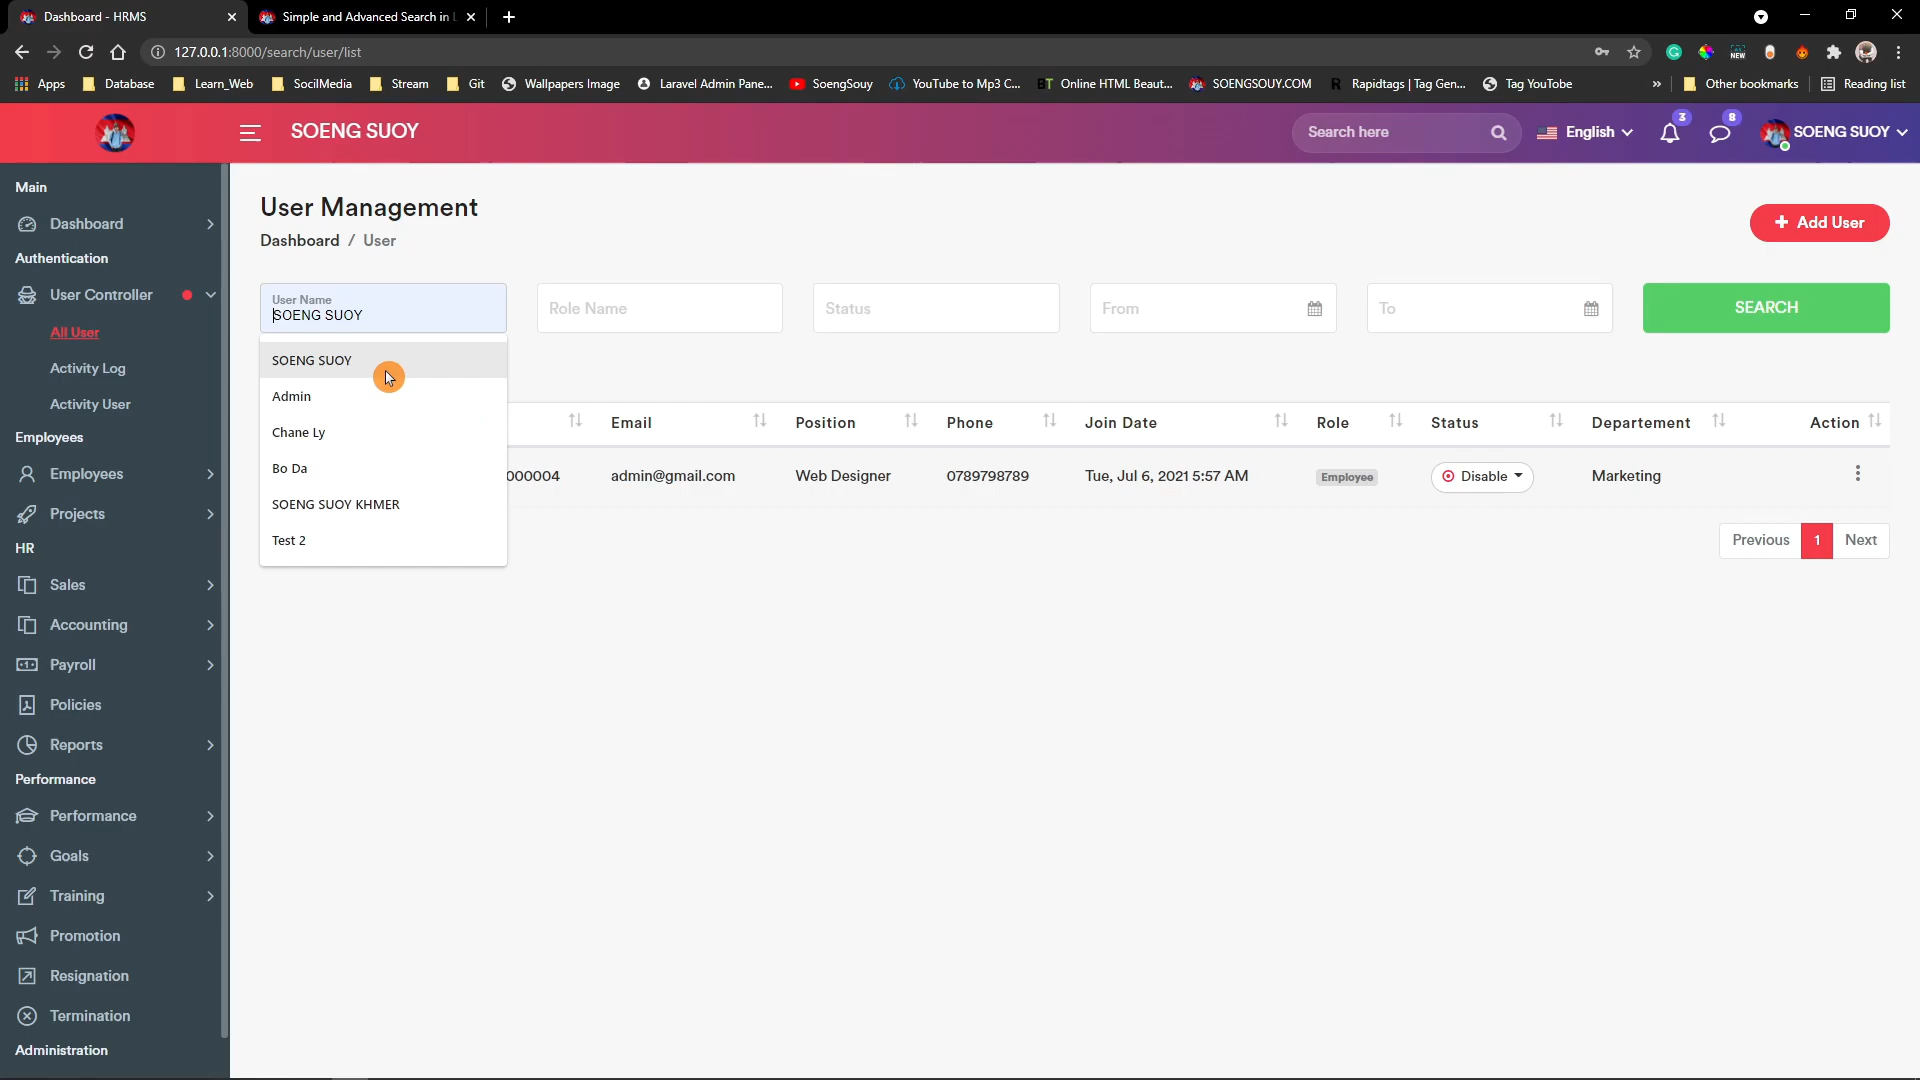 Dashboard - HRMS
Simple and Advanced Search in L
127.0.0.1:8000/search/user/list
Apps
Database
Learn_Web
SocilMedia
Stream
Git
Wallpapers Image
Laravel Admin Pane...
SoengSouy
YouTube to Mp3 C...
BT Online HTML Beaut...
SOENGSOUY.COM
R Rapidtags | Tag Gen...
Tag YouTube
»
Other bookmarks
Reading list
SOENG SUOY
Search here
English
3
8
SOENG SUOY
Main
Dashboard
Authentication
User Controller
All User
Activity Log
Activity User
Employees
Employees
Projects
HR
Sales
Accounting
Payroll
Policies
Reports
Performance
Performance
Goals
Training
Promotion
Resignation
Termination
Administration
User Management
Dashboard / User
+ Add User
User Name
SOENG SUOY
Role Name
Status
From
To
SEARCH
SOENG SUOY
Admin
Chane Ly
Bo Da
SOENG SUOY KHMER
Test 2
Email
Position
Phone
Join Date
Role
Status
Departement
Action
000004
admin@gmail.com
Web Designer
0789798789
Tue, Jul 6, 2021 5:57 AM
Employee
Disable
Marketing
Previous
1
Next